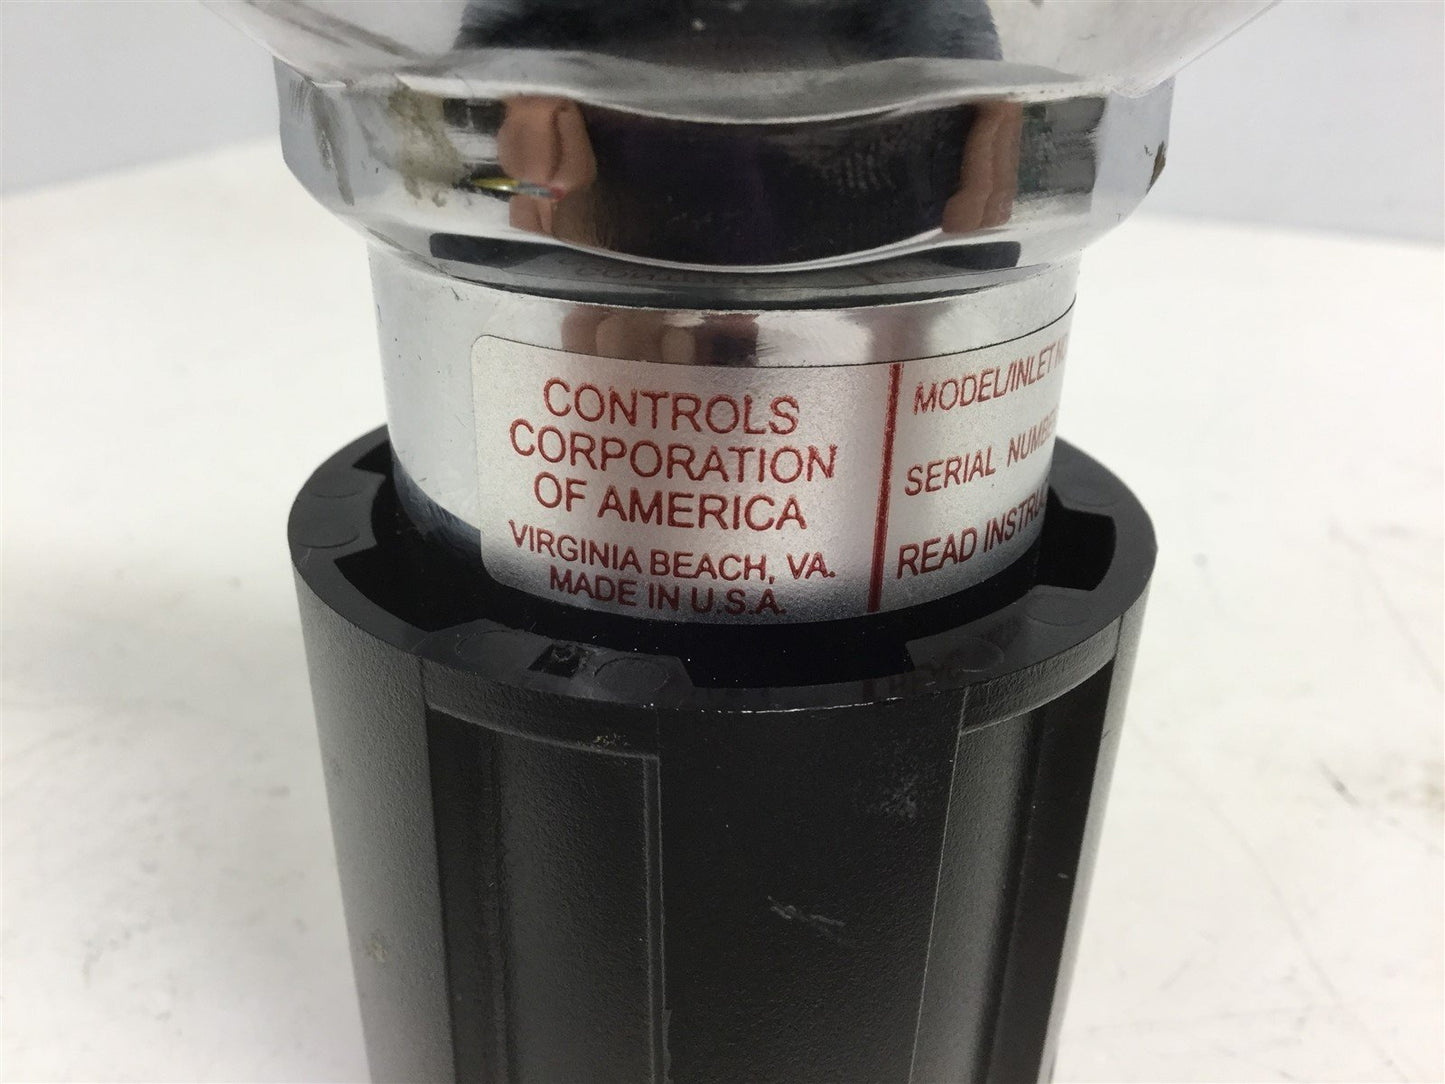 CONTROLS
CORPORATION
OF AMERICA
VIRGINIA BEACH, VA.
MADE IN U.S.A.
MODEL/INLET
SERIAL
READ